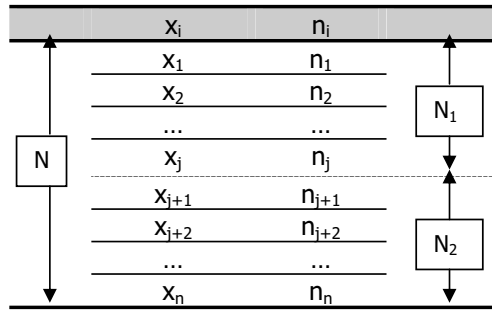 xᵢ nᵢ
x₁ n₁
x₂ n₂
... ...
N₁
N
xⱼ nⱼ
xⱼ₊₁ nⱼ₊₁
xⱼ₊₂ nⱼ₊₂
N₂
... ...
xₙ nₙ